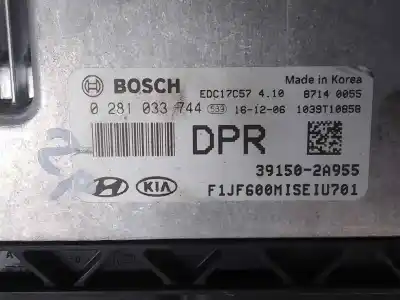 BOSCH EDC17C57 4.10 Made in Korea
8714 0055
0 281 033 744 S33 16-12-06 1039T10858
DPR
39150-2A955
KIA F1JF600MISEIU701